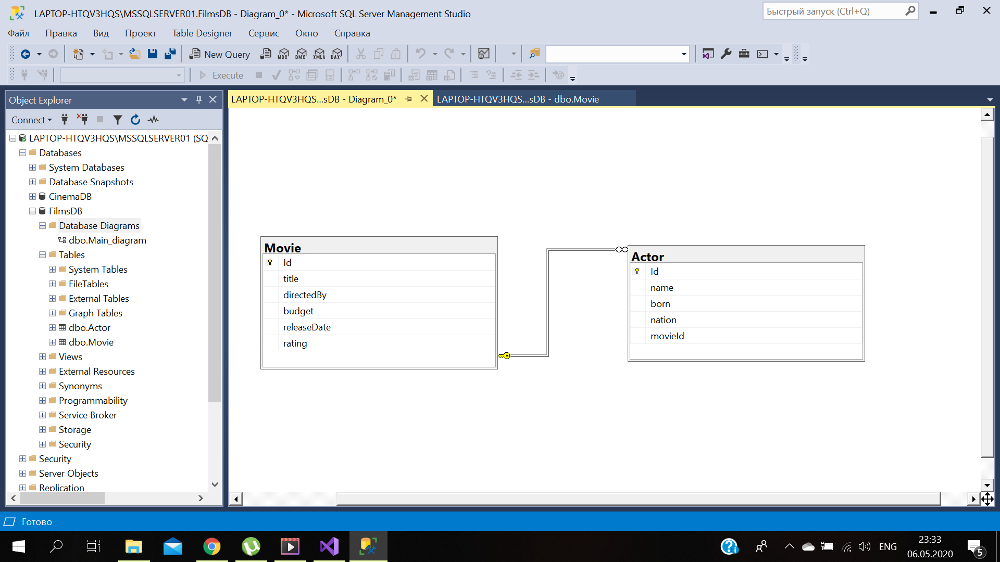 LAPTOP-HTQV3HQS\MSSQLSERVER01.FilmsDB - Diagram_0* - Microsoft SQL Server Management Studio
Быстрый запуск (Ctrl+Q)
Файл Правка Вид Проект Table Designer Сервис Окно Справка
New Query MDX DMX XMLA DAX
Execute
Object Explorer
LAPTOP-HTQV3HQS...sDB - Diagram_0*
LAPTOP-HTQV3HQS...sDB - dbo.Movie
Connect
LAPTOP-HTQV3HQS\MSSQLSERVER01 (SQ
Databases
System Databases
Database Snapshots
CinemaDB
FilmsDB
Database Diagrams
dbo.Main_diagram
Tables
System Tables
FileTables
External Tables
Graph Tables
dbo.Actor
dbo.Movie
Views
External Resources
Synonyms
Programmability
Service Broker
Storage
Security
Security
Server Objects
Replication
Movie
Id
title
directedBy
budget
releaseDate
rating
Actor
Id
name
born
nation
movieId
Готово
ENG
23:33
06.05.2020
5